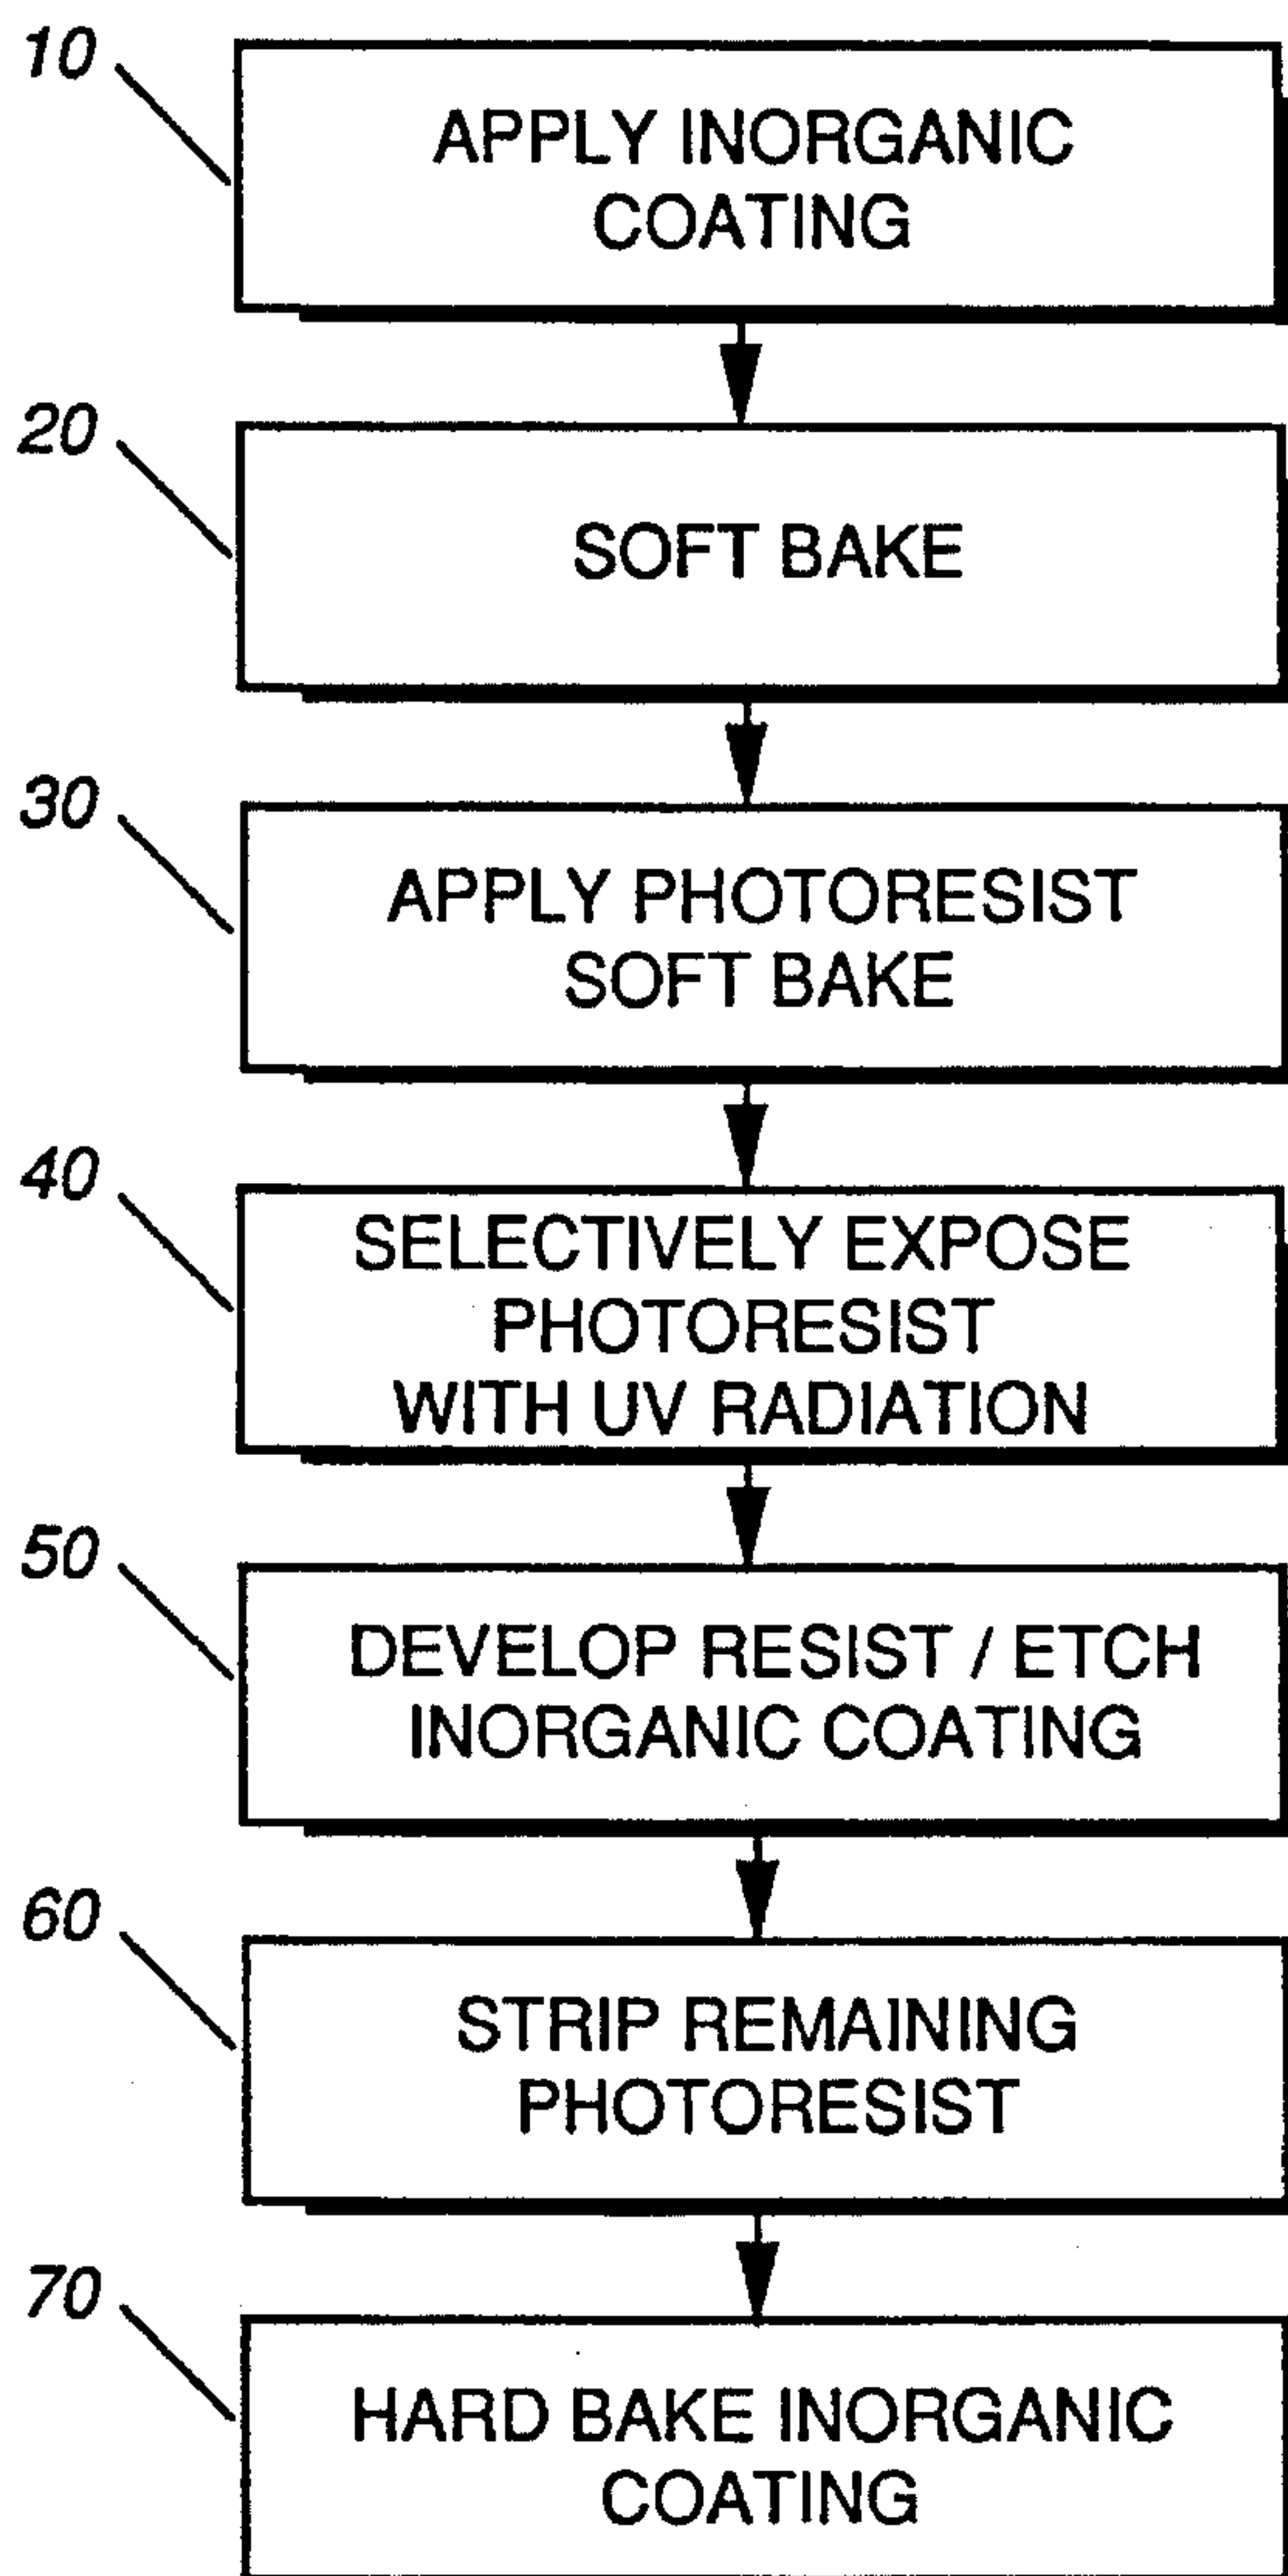 10
APPLY INORGANIC
COATING
20
SOFT BAKE
30
APPLY PHOTORESIST
SOFT BAKE
40
SELECTIVELY EXPOSE
PHOTORESIST
WITH UV RADIATION
50
DEVELOP RESIST / ETCH
INORGANIC COATING
60
STRIP REMAINING
PHOTORESIST
70
HARD BAKE INORGANIC
COATING